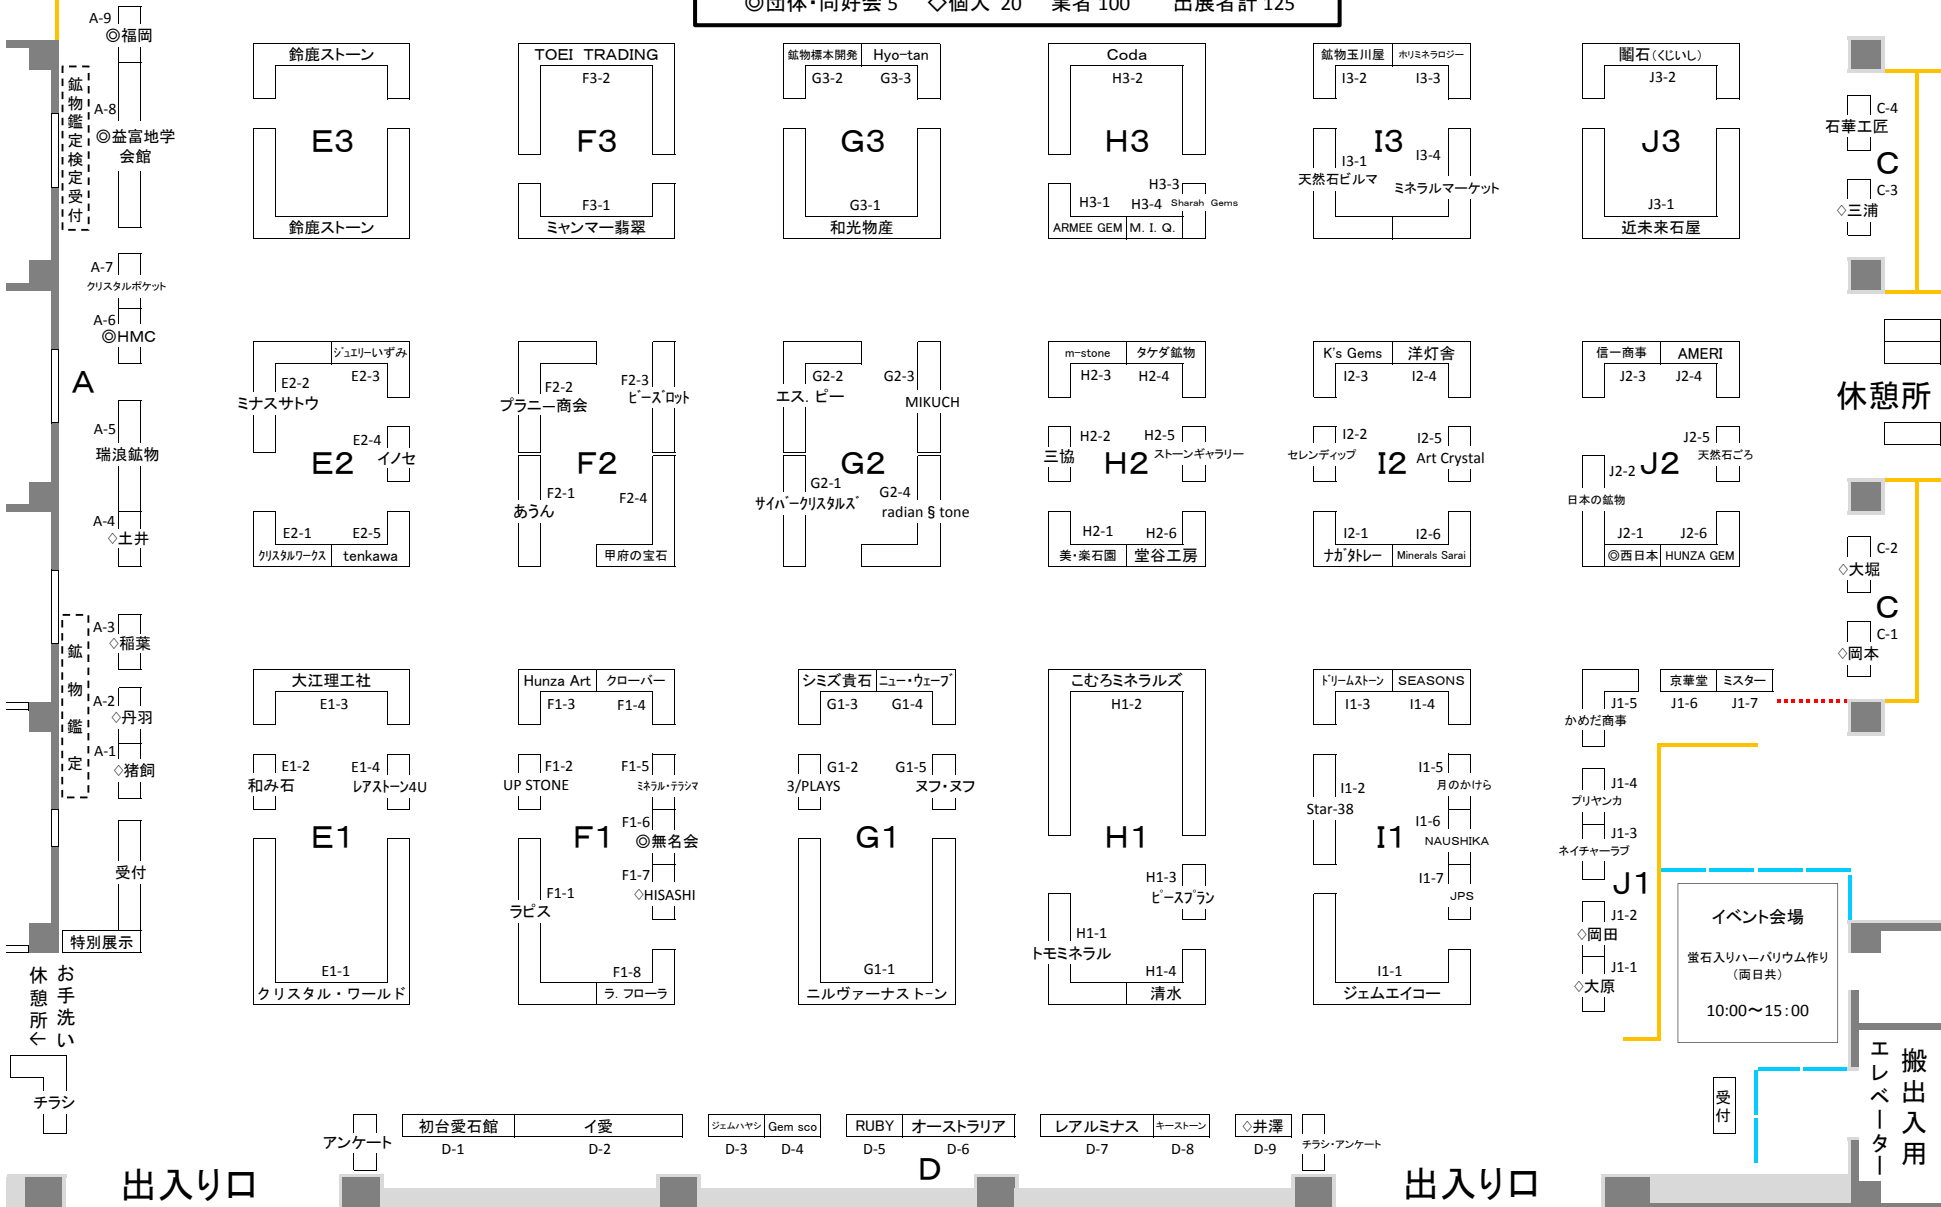 ◎団体・同好会 5 ◇個人 20 業者 100 出展者計 125
A-9
◎福岡
鉱物鑑定検定受付
A-8
◎益富地学
会館
A-7
クリスタルポケット
A-6
◎HMC
A
A-5
瑞浪鉱物
A-4
◇土井
鉱物鑑定
A-3
◇稲葉
A-2
◇丹羽
A-1
◇猪飼
受付
特別展示
お手洗い
休憩所←
チラシ
鈴鹿ストーン
E3
鈴鹿ストーン
TOEI TRADING
F3-2
F3
F3-1
ミャンマー翡翠
鉱物標本開発 Hyo-tan
G3-2 G3-3
G3
G3-1
和光物産
Coda
H3-2
H3
H3-3
H3-1 H3-4 Sharah Gems
ARMEE GEM M. I. Q.
鉱物玉川屋 ホリミネラロジー
I3-2 I3-3
I3
I3-1 I3-4
天然石ビルマ ミネラルマーケット
圖石(くじいし)
J3-2
J3
J3-1
近未来石屋
C-4
石華工匠
C
C-3
◇三浦
ジュエリーいずみ
E2-2 E2-3
ミナスサトウ
E2-4
E2 イノセ
E2-1 E2-5
クリスタルワークス tenkawa
F2-2 F2-3
プラニー商会 ビーズロット
F2
F2-1 F2-4
あうん
甲府の宝石
G2-2 G2-3
エス. ピー MIKUCH
G2
G2-1 G2-4
サイバークリスタルズ radian§tone
m-stone タケダ鉱物
H2-3 H2-4
H2-2 H2-5
三協 H2 ストーンギャラリー
H2-1 H2-6
美・楽石園 堂谷工房
K's Gems 洋灯舎
I2-3 I2-4
I2-2 I2-5
セレンディップ I2 Art Crystal
I2-1 I2-6
ナガタトレー Minerals Sarai
信一商事 AMERI
J2-3 J2-4
J2-5
J2-2 J2 天然石ごろ
日本の鉱物
J2-1 J2-6
◎西日本 HUNZA GEM
休憩所
C-2
◇大堀
C
C-1
◇岡本
大江理工社
E1-3
E1-2 E1-4
和み石 レアストーン4U
E1
E1-1
クリスタル・ワールド
Hunza Art クローバー
F1-3 F1-4
F1-2 F1-5
UP STONE ミネラル・テラシマ
F1-6
F1 ◎無名会
F1-7
F1-1 ◇HISASHI
ラピス
F1-8
ラ. フローラ
シミズ貴石 ニュー・ウェーブ
G1-3 G1-4
G1-2 G1-5
3/PLAYS ヌフ・ヌフ
G1
G1-1
ニルヴァーナストーン
こむろミネラルズ
H1-2
H1
H1-3
ピースプラン
H1-1
トモミネラル
H1-4
清水
ドリームストーン SEASONS
I1-3 I1-4
I1-5
I1-2 月のかけら
Star-38
I1-6
I1 NAUSHIKA
I1-7
JPS
I1-1
ジェムエイコー
京華堂 ミスター
J1-5 J1-6 J1-7
かめだ商事
J1-4
プリヤンカ
J1-3
ネイチャーラブ
J1
J1-2
◇岡田
J1-1
◇大原
イベント会場
蛍石入りハーバリウム作り
(両日共)
10:00～15:00
受付
搬出入用
エレベーター
アンケート
初台愛石館 イ愛
D-1 D-2
ジェムハヤシ Gem sco
D-3 D-4
RUBY オーストラリア
D-5 D-6
レアルミナス キーストーン
D-7 D-8
◇井澤
D-9
チラシ・アンケート
D
出入り口
出入り口